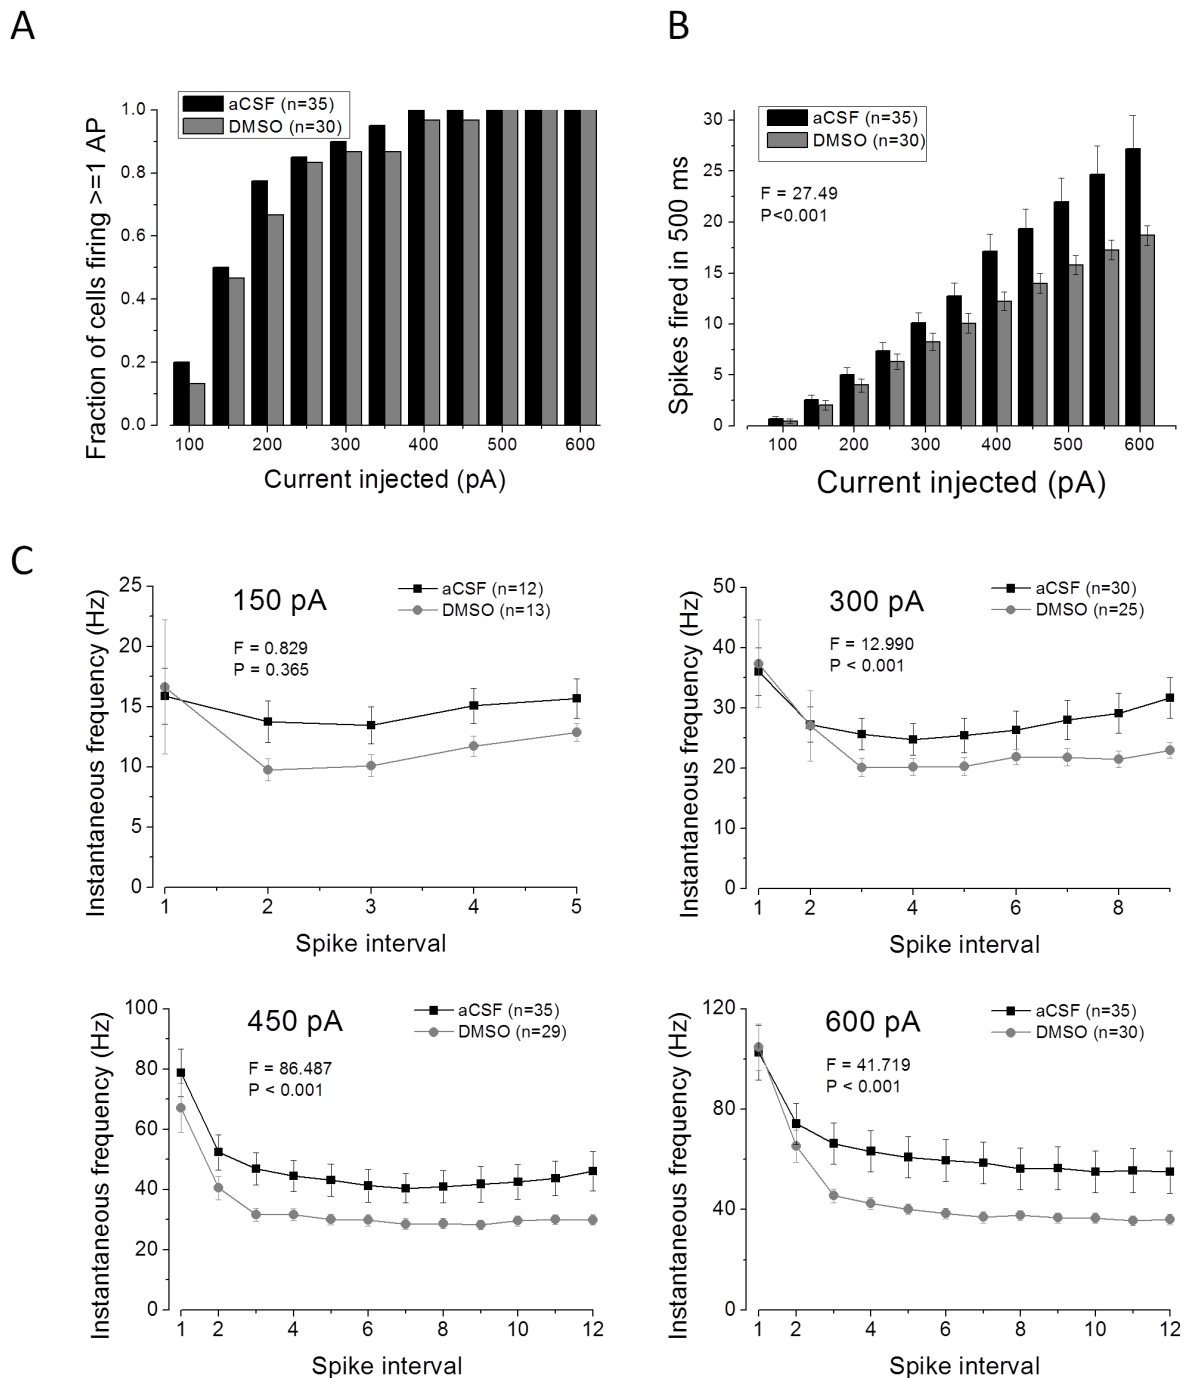 A
B
aCSF (n=35)
DMSO (n=30)
Fraction of cells firing >=1 AP
1.0
0.8
0.6
0.4
0.2
0.0
100
200
300
400
500
600
Current injected (pA)
aCSF (n=35)
DMSO (n=30)
F = 27.49
P<0.001
Spikes fired in 500 ms
30
25
20
15
10
5
0
100
200
300
400
500
600
Current injected (pA)
C
150 pA
aCSF (n=12)
DMSO (n=13)
F = 0.829
P = 0.365
Instantaneous frequency (Hz)
25
20
15
10
5
0
1
2
3
4
5
Spike interval
300 pA
aCSF (n=30)
DMSO (n=25)
F = 12.990
P < 0.001
Instantaneous frequency (Hz)
50
40
30
20
10
0
1
2
4
6
8
Spike interval
450 pA
aCSF (n=35)
DMSO (n=29)
F = 86.487
P < 0.001
Instantaneous frequency (Hz)
100
80
60
40
20
0
1
2
4
6
8
10
12
Spike interval
600 pA
aCSF (n=35)
DMSO (n=30)
F = 41.719
P < 0.001
Instantaneous frequency (Hz)
120
80
40
0
1
2
4
6
8
10
12
Spike interval